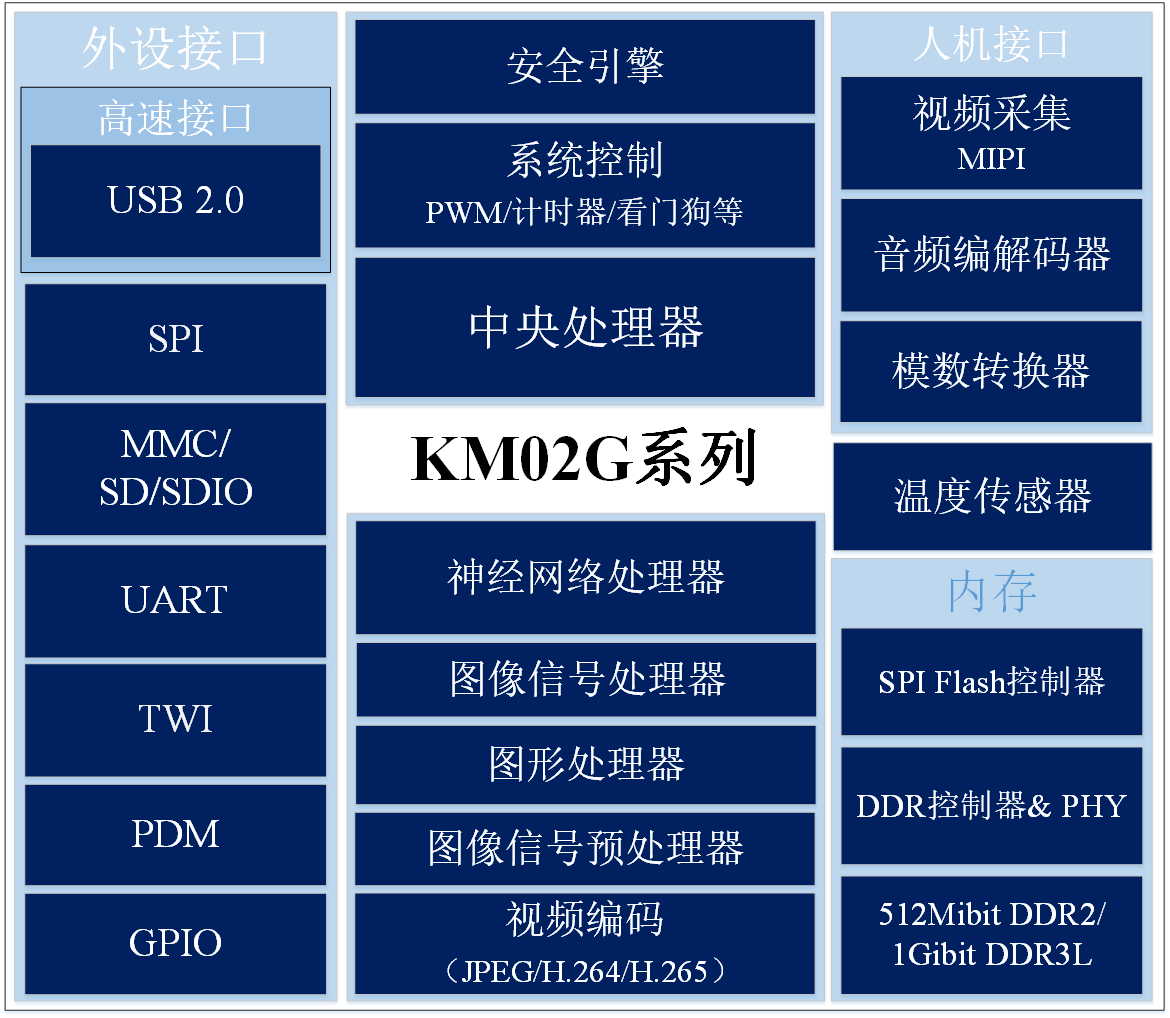 外设接口
高速接口
USB 2.0
SPI
MMC/
SD/SDIO
UART
TWI
PDM
GPIO
安全引擎
系统控制
PWM/计时器/看门狗等
中央处理器
KM02G系列
神经网络处理器
图像信号处理器
图形处理器
图像信号预处理器
视频编码
（JPEG/H.264/H.265）
人机接口
视频采集
MIPI
音频编解码器
模数转换器
温度传感器
内存
SPI Flash控制器
DDR控制器& PHY
512Mibit DDR2/
1Gibit DDR3L